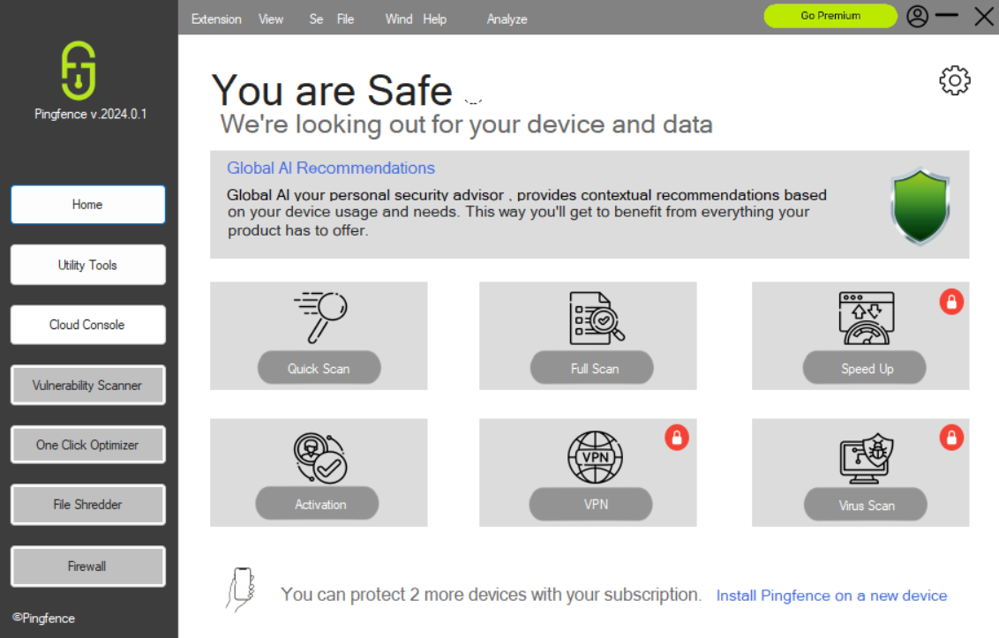 Extension View Se File Wind Help Analyze
Go Premium
Pingfence v.2024.0.1
You are Safe
We're looking out for your device and data
Home
Utility Tools
Cloud Console
Vulnerability Scanner
One Click Optimizer
File Shredder
Firewall
©Pingfence
Global AI Recommendations
Global AI your personal security advisor , provides contextual recommendations based
on your device usage and needs. This way you'll get to benefit from everything your
product has to offer.
Quick Scan
Full Scan
Speed Up
Activation
VPN
VPN
Virus Scan
You can protect 2 more devices with your subscription. Install Pingfence on a new device